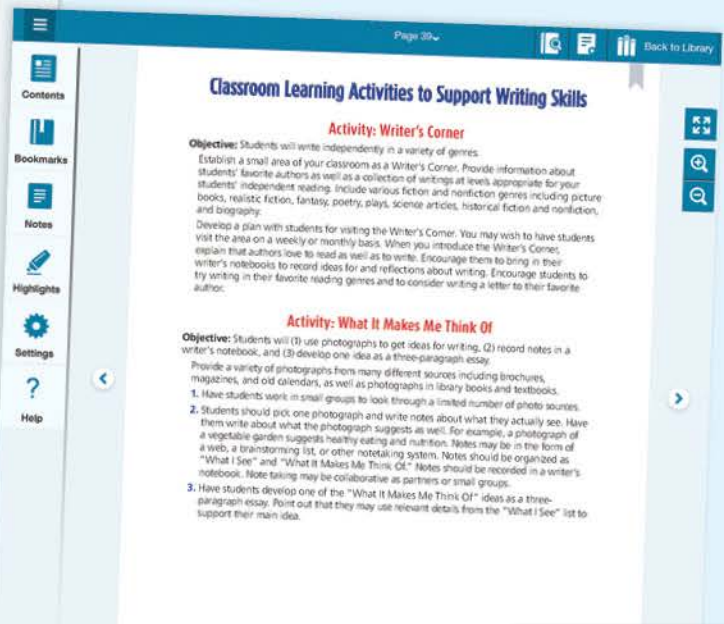 Page 39
Back to Library
Contents
Bookmarks
Notes
Highlights
Settings
?
Help
Classroom Learning Activities to Support Writing Skills
Activity: Writer's Corner
Objective: Students will write independently in a variety of genres.
Establish a small area of your classroom as a Writer's Corner. Provide information about
students' favorite authors as well as a collection of writings at levels appropriate for your
students' independent reading. Include various fiction and nonfiction genres including picture
books, realistic fiction, fantasy, poetry, plays, science articles, historical fiction and nonfiction,
and biography.
Develop a plan with students for visiting the Writer's Corner. You may wish to have students
visit the area on a weekly or monthly basis. When you introduce the Writer's Corner,
explain that authors love to read as well as to write. Encourage them to bring in their
writer's notebooks to record ideas for and reflections about writing. Encourage students to
try writing in their favorite reading genres and to consider writing a letter to their favorite
author.
Activity: What It Makes Me Think Of
Objective: Students will (1) use photographs to get ideas for writing, (2) record notes in a
writer's notebook, and (3) develop one idea as a three-paragraph essay.
Provide a variety of photographs from many different sources including brochures,
magazines, and old calendars, as well as photographs in library books and textbooks.
1. Have students work in small groups to look through a limited number of photo sources.
2. Students should pick one photograph and write notes about what they actually see. Have
them write about what the photograph suggests as well. For example, a photograph of
a vegetable garden suggests healthy eating and nutrition. Notes may be in the form of
a web, a brainstorming list, or other notetaking system. Notes should be organized as
"What I See" and "What It Makes Me Think Of." Notes should be recorded in a writer's
notebook. Note taking may be collaborative as partners or small groups.
3. Have students develop one of the "What It Makes Me Think Of" ideas as a three-
paragraph essay. Point out that they may use relevant details from the "What I See" list to
support their main idea.